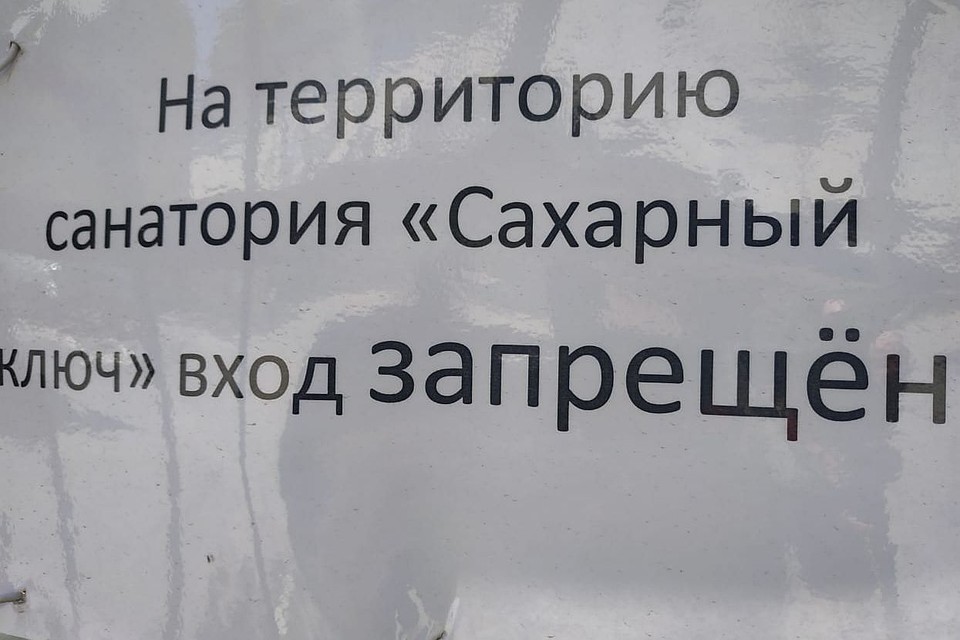 На территорию
санатория «Сахарный
ключ» вход запрещён